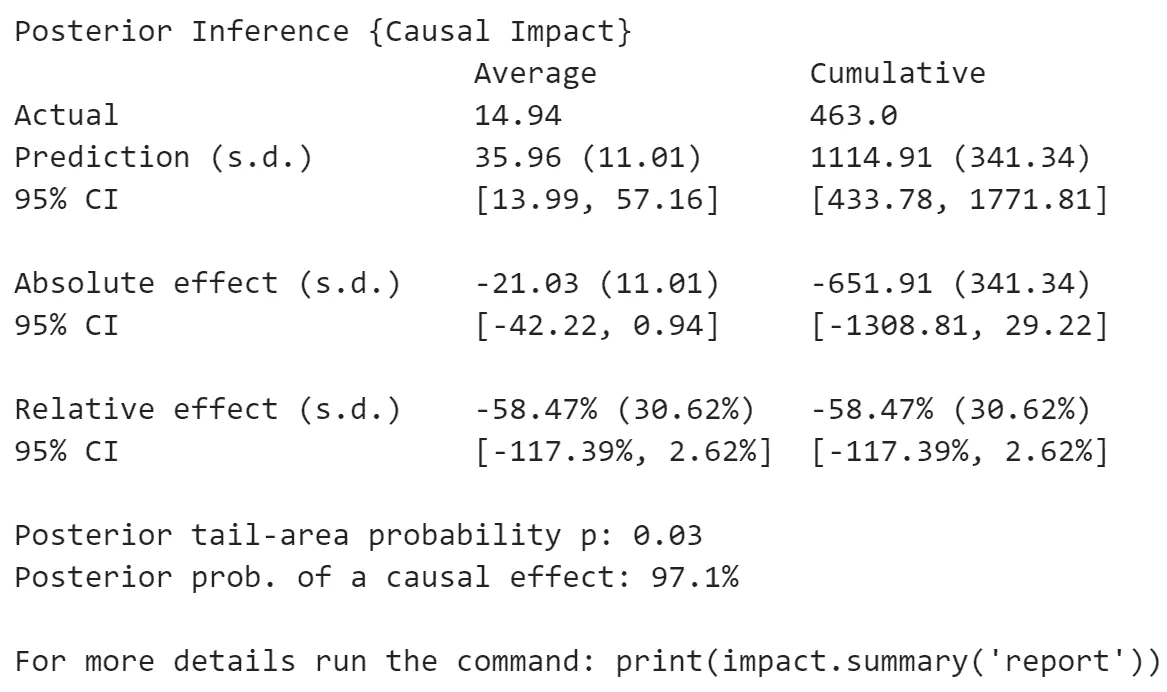 Posterior Inference {Causal Impact}
Average Cumulative
Actual 14.94 463.0
Prediction (s.d.) 35.96 (11.01) 1114.91 (341.34)
95% CI [13.99, 57.16] [433.78, 1771.81]
Absolute effect (s.d.) -21.03 (11.01) -651.91 (341.34)
95% CI [-42.22, 0.94] [-1308.81, 29.22]
Relative effect (s.d.) -58.47% (30.62%) -58.47% (30.62%)
95% CI [-117.39%, 2.62%] [-117.39%, 2.62%]
Posterior tail-area probability p: 0.03
Posterior prob. of a causal effect: 97.1%
For more details run the command: print(impact.summary('report'))